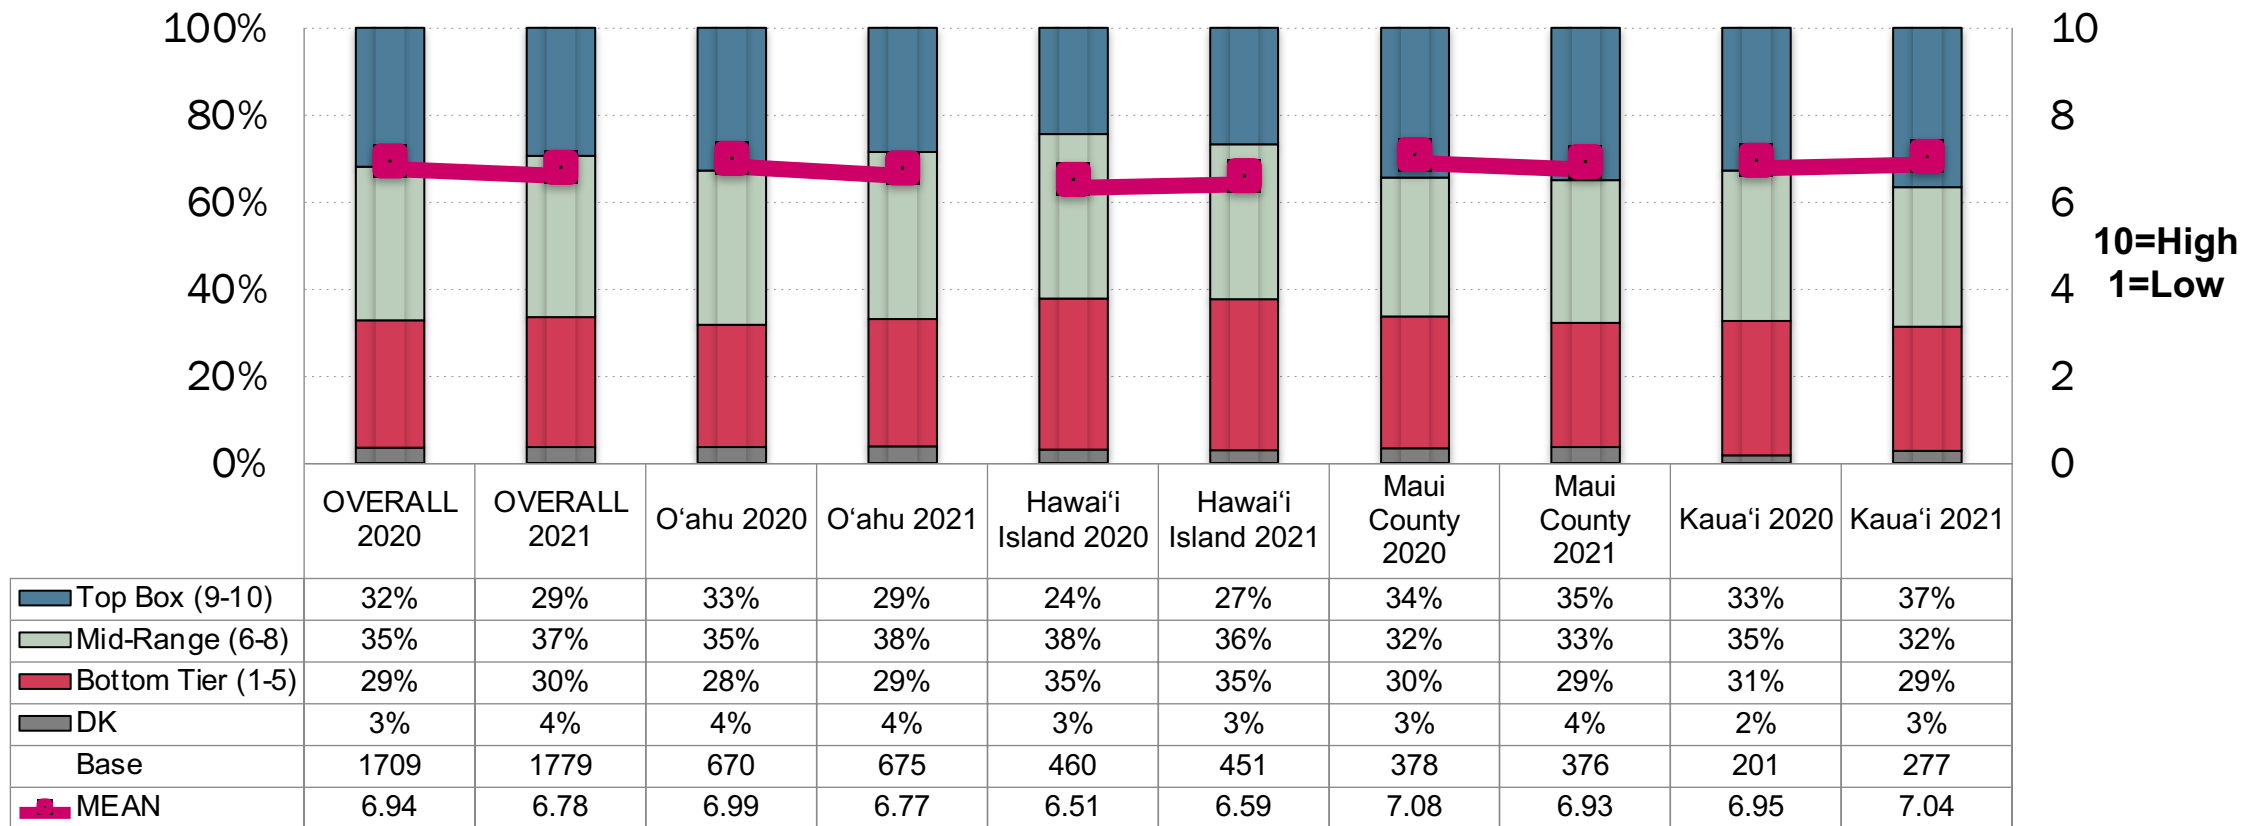 100%
80%
60%
40%
20%
0%
10
8
6
4
2
0
10=High
1=Low
OVERALL
2020
OVERALL
2021
Oʻahu 2020
Oʻahu 2021
Hawaiʻi
Island 2020
Hawaiʻi
Island 2021
Maui
County
2020
Maui
County
2021
Kauaʻi 2020
Kauaʻi 2021
Top Box (9-10) 32% 29% 33% 29% 24% 27% 34% 35% 33% 37%
Mid-Range (6-8) 35% 37% 35% 38% 38% 36% 32% 33% 35% 32%
Bottom Tier (1-5) 29% 30% 28% 29% 35% 35% 30% 29% 31% 29%
DK 3% 4% 4% 4% 3% 3% 3% 4% 2% 3%
Base 1709 1779 670 675 460 451 378 376 201 277
MEAN 6.94 6.78 6.99 6.77 6.51 6.59 7.08 6.93 6.95 7.04